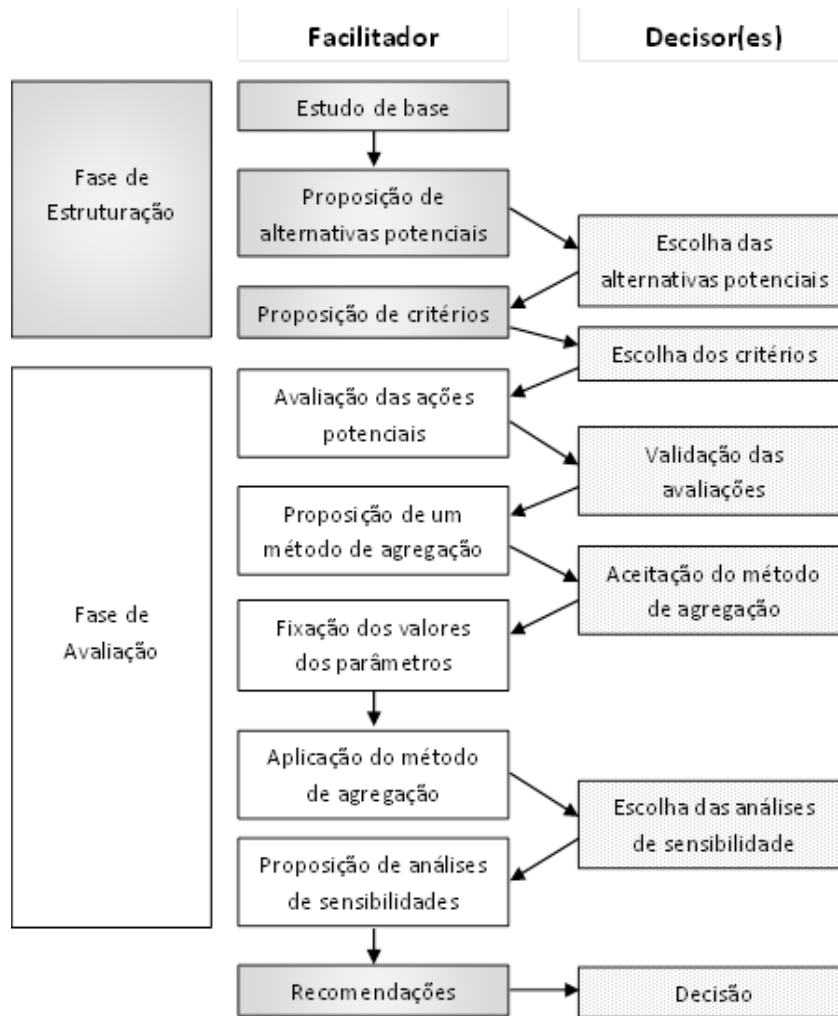 Facilitador
Decisor(es)
Fase de
Estruturação
Estudo de base
Proposição de
alternativas potenciais
Escolha das
alternativas potenciais
Proposição de critérios
Escolha dos critérios
Fase de
Avaliação
Avaliação das ações
potenciais
Validação das
avaliações
Proposição de um
método de agregação
Aceitação do método
de agregação
Fixação dos valores
dos parâmetros
Aplicação do método
de agregação
Escolha das análises
de sensibilidade
Proposição de análises
de sensibilidades
Recomendações
Decisão